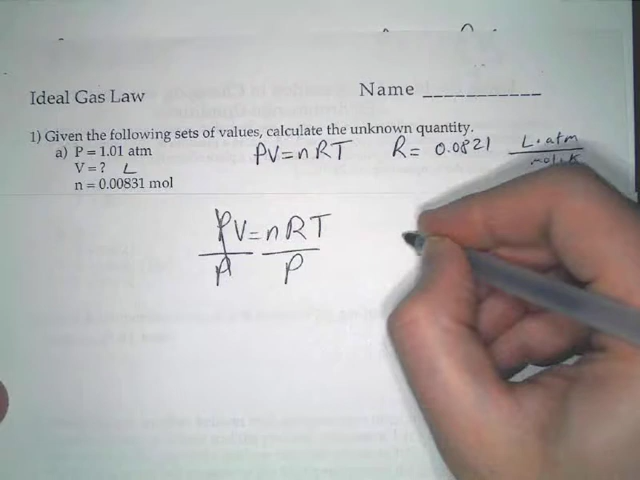 Ideal Gas Law Name ___________
1) Given the following sets of values, calculate the unknown quantity.
a) P = 1.01 atm PV=nRT R= 0.0821 L·atm
V = ? L mol·K
n = 0.00831 mol
PV=nRT
P P